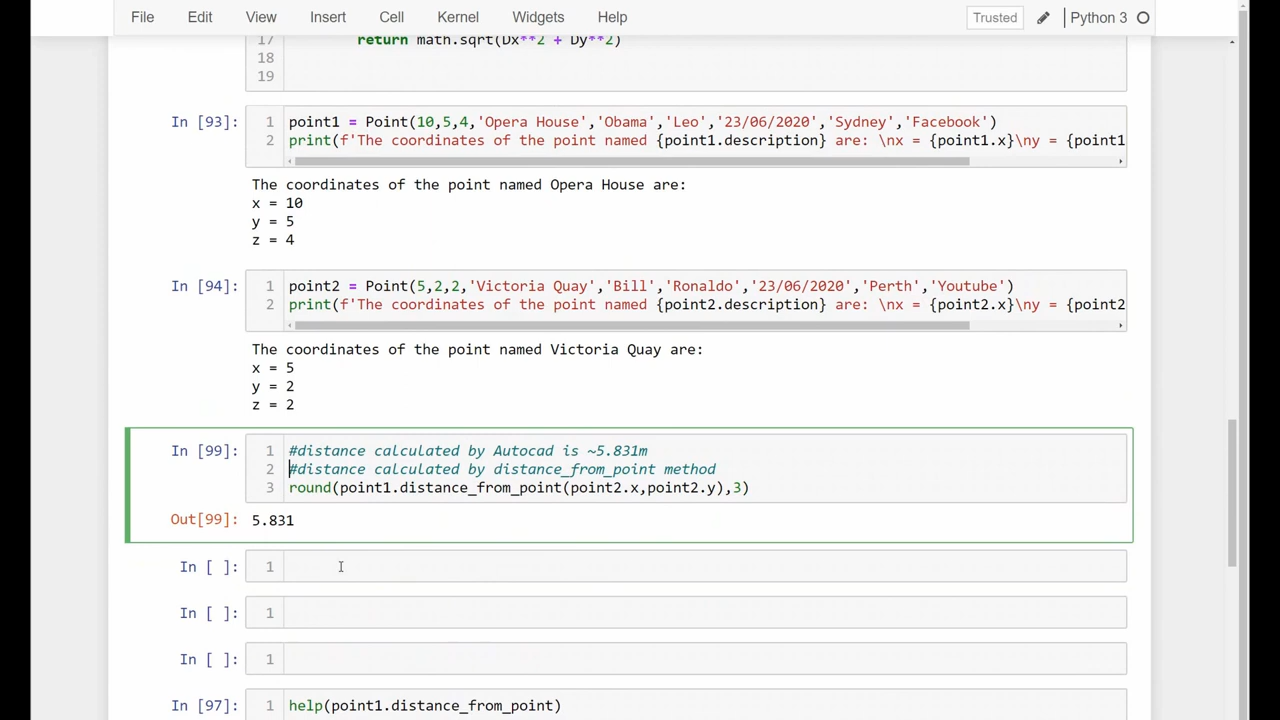 File Edit View Insert Cell Kernel Widgets Help Trusted Python 3
17 return math.sqrt(Dx**2 + Dy**2)
18
19
In [93]: 1 point1 = Point(10,5,4,'Opera House','Obama','Leo','23/06/2020','Sydney','Facebook')
2 print(f'The coordinates of the point named {point1.description} are: \nx = {point1.x}\ny = {point1
The coordinates of the point named Opera House are:
x = 10
y = 5
z = 4
In [94]: 1 point2 = Point(5,2,2,'Victoria Quay','Bill','Ronaldo','23/06/2020','Perth','Youtube')
2 print(f'The coordinates of the point named {point2.description} are: \nx = {point2.x}\ny = {point2
The coordinates of the point named Victoria Quay are:
x = 5
y = 2
z = 2
In [99]: 1 #distance calculated by Autocad is ~5.831m
2 #distance calculated by distance_from_point method
3 round(point1.distance_from_point(point2.x,point2.y),3)
Out[99]: 5.831
In [ ]: 1
In [ ]: 1
In [ ]: 1
In [97]: 1 help(point1.distance_from_point)